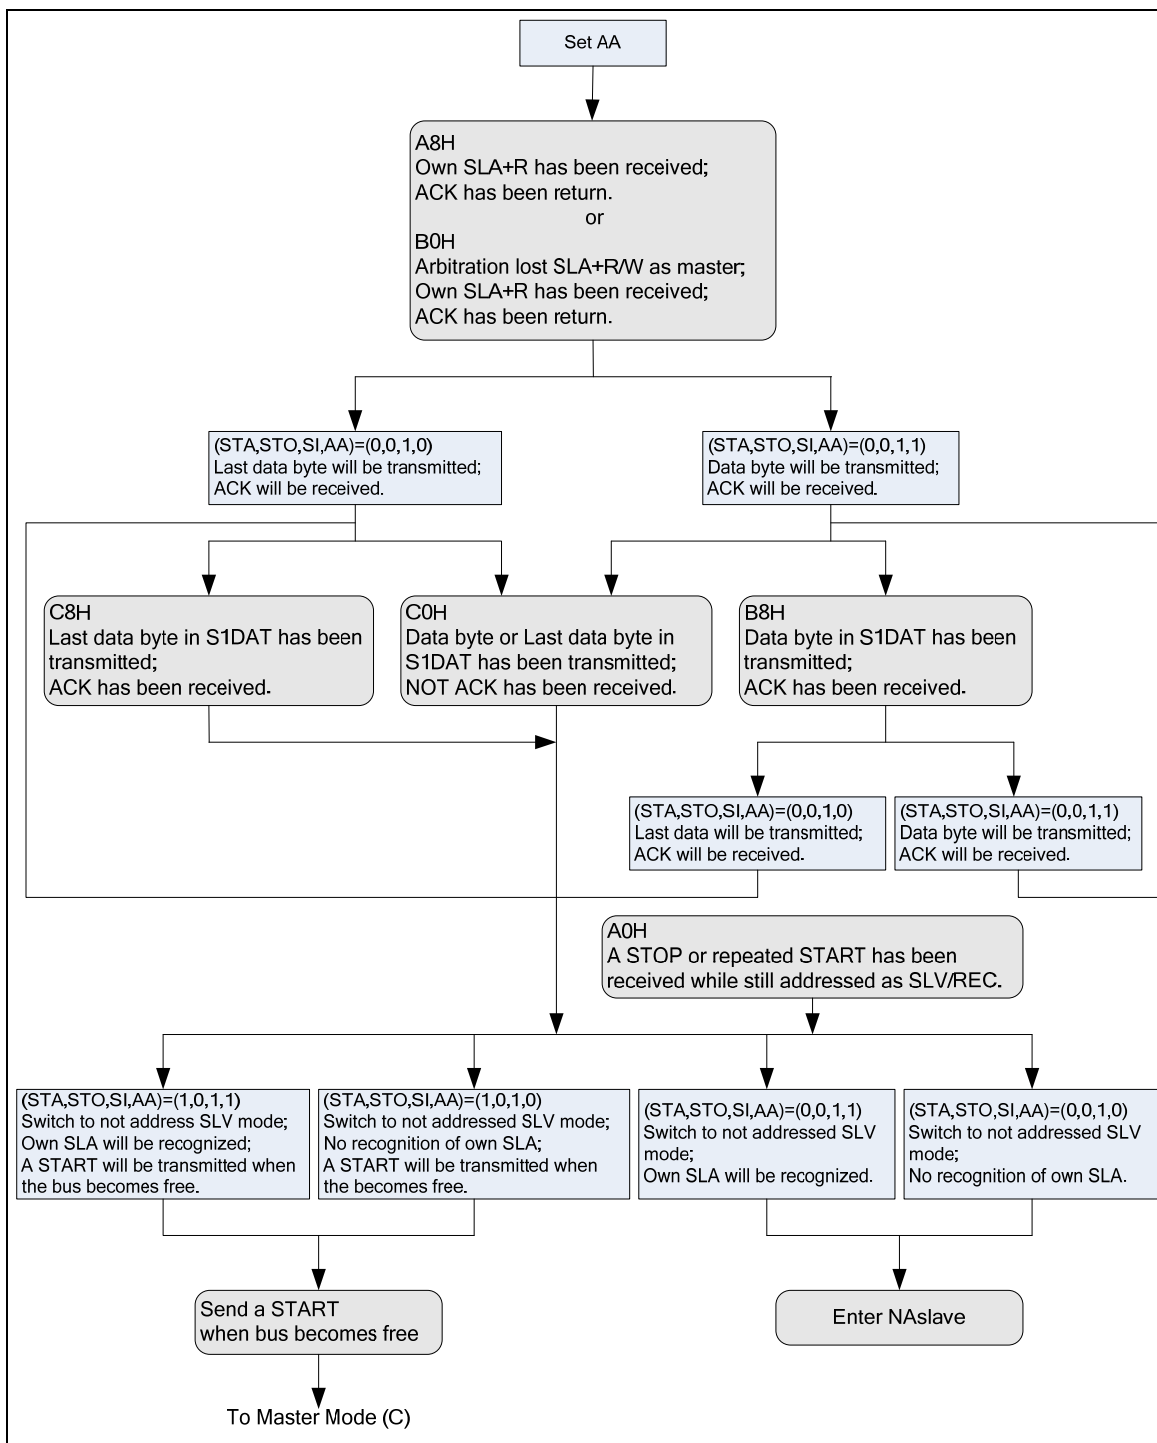 Set AA
A8H
Own SLA+R has been received;
ACK has been return.
or
B0H
Arbitration lost SLA+R/W as master;
Own SLA+R has been received;
ACK has been return.
(STA,STO,SI,AA)=(0,0,1,0)
Last data byte will be transmitted;
ACK will be received.
(STA,STO,SI,AA)=(0,0,1,1)
Data byte will be transmitted;
ACK will be received.
C8H
Last data byte in S1DAT has been
transmitted;
ACK has been received.
C0H
Data byte or Last data byte in
S1DAT has been transmitted;
NOT ACK has been received.
B8H
Data byte in S1DAT has been
transmitted;
ACK has been received.
(STA,STO,SI,AA)=(0,0,1,0)
Last data will be transmitted;
ACK will be received.
(STA,STO,SI,AA)=(0,0,1,1)
Data byte will be transmitted;
ACK will be received.
A0H
A STOP or repeated START has been
received while still addressed as SLV/REC.
(STA,STO,SI,AA)=(1,0,1,1)
Switch to not address SLV mode;
Own SLA will be recognized;
A START will be transmitted when
the bus becomes free.
(STA,STO,SI,AA)=(1,0,1,0)
Switch to not addressed SLV mode;
No recognition of own SLA;
A START will be transmitted when
the becomes free.
(STA,STO,SI,AA)=(0,0,1,1)
Switch to not addressed SLV
mode;
Own SLA will be recognized.
(STA,STO,SI,AA)=(0,0,1,0)
Switch to not addressed SLV
mode;
No recognition of own SLA.
Send a START
when bus becomes free
Enter NAslave
To Master Mode (C)